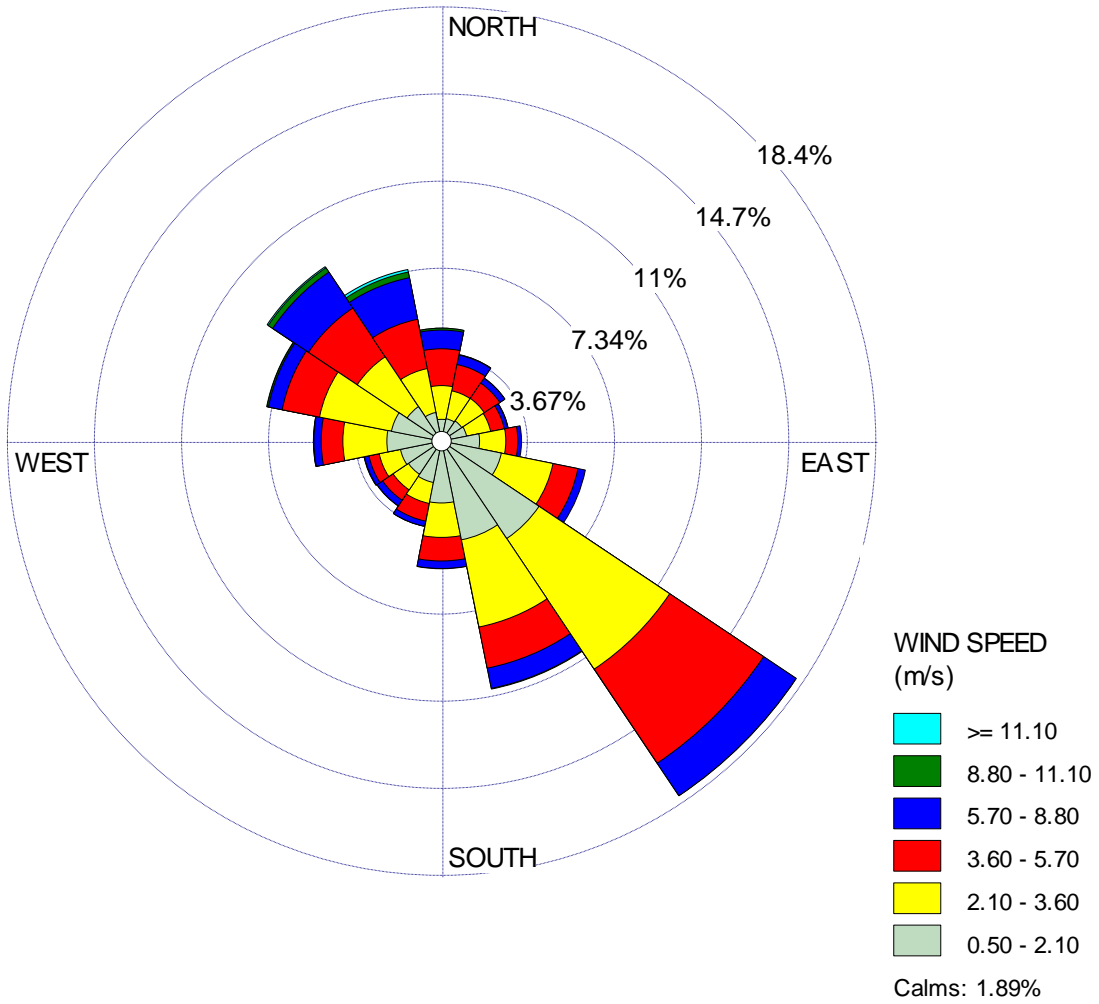 NORTH
18.4%
14.7%
11%
7.34%
3.67%
WEST
EAST
SOUTH
WIND SPEED
(m/s)
>= 11.10
8.80 - 11.10
5.70 - 8.80
3.60 - 5.70
2.10 - 3.60
0.50 - 2.10
Calms: 1.89%